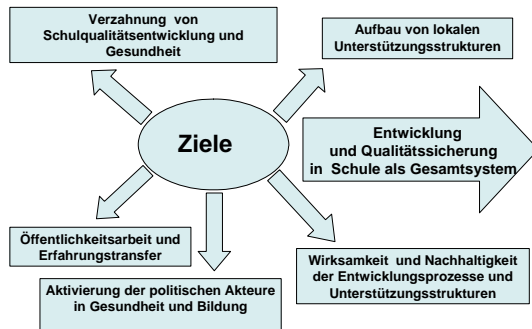 Verzahnung von
Schulqualitätsentwicklung und
Gesundheit
Aufbau von lokalen
Unterstützungsstrukturen
Ziele
Entwicklung
und Qualitätssicherung
in Schule als Gesamtsystem
Öffentlichkeitsarbeit und
Erfahrungstransfer
Aktivierung der politischen Akteure
in Gesundheit und Bildung
Wirksamkeit und Nachhaltigkeit
der Entwicklungsprozesse und
Unterstützungsstrukturen